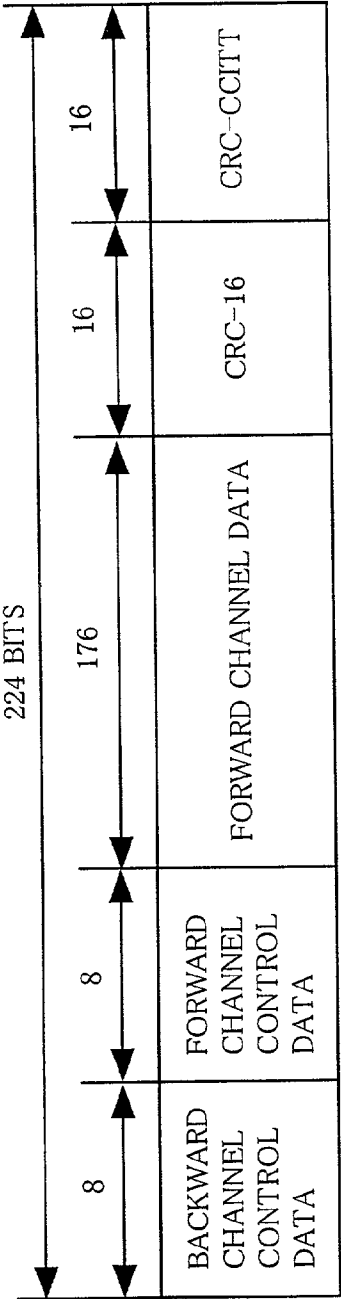 224 BITS
8
8
176
16
16
BACKWARD
CHANNEL
CONTROL
DATA
FORWARD
CHANNEL
CONTROL
DATA
FORWARD CHANNEL DATA
CRC-16
CRC-CCITT